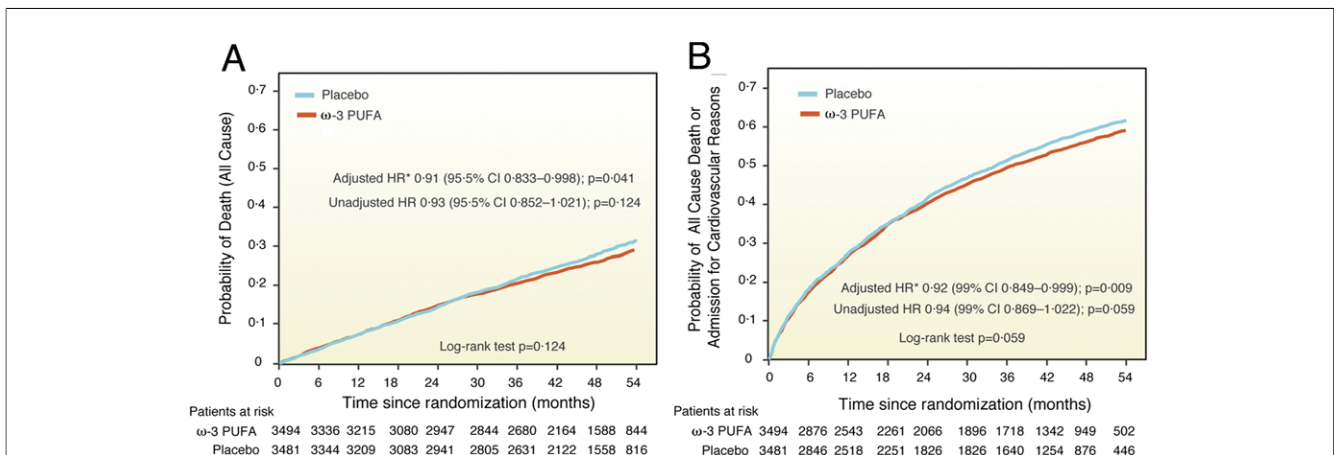 A
Probability of Death (All Cause)
0·7
0·6
0·5
0·4
0·3
0·2
0·1
0
Placebo
ω-3 PUFA
Adjusted HR* 0·91 (95·5% CI 0·833–0·998); p=0·041
Unadjusted HR 0·93 (95·5% CI 0·852–1·021); p=0·124
Log-rank test p=0·124
0 6 12 18 24 30 36 42 48 54
Time since randomization (months)
Patients at risk
ω-3 PUFA 3494 3336 3215 3080 2947 2844 2680 2164 1588 844
Placebo 3481 3344 3209 3083 2941 2805 2631 2122 1558 816
B
Probability of All Cause Death or
Admission for Cardiovascular Reasons
0·7
0·6
0·5
0·4
0·3
0·2
0·1
0
Placebo
ω-3 PUFA
Adjusted HR* 0·92 (99% CI 0·849–0·999); p=0·009
Unadjusted HR 0·94 (99% CI 0·869–1·022); p=0·059
Log-rank test p=0·059
0 6 12 18 24 30 36 42 48 54
Time since randomization (months)
Patients at risk
ω-3 PUFA 3494 2876 2543 2261 2066 1896 1718 1342 949 502
Placebo 3481 2846 2518 2251 1826 1826 1640 1254 876 446